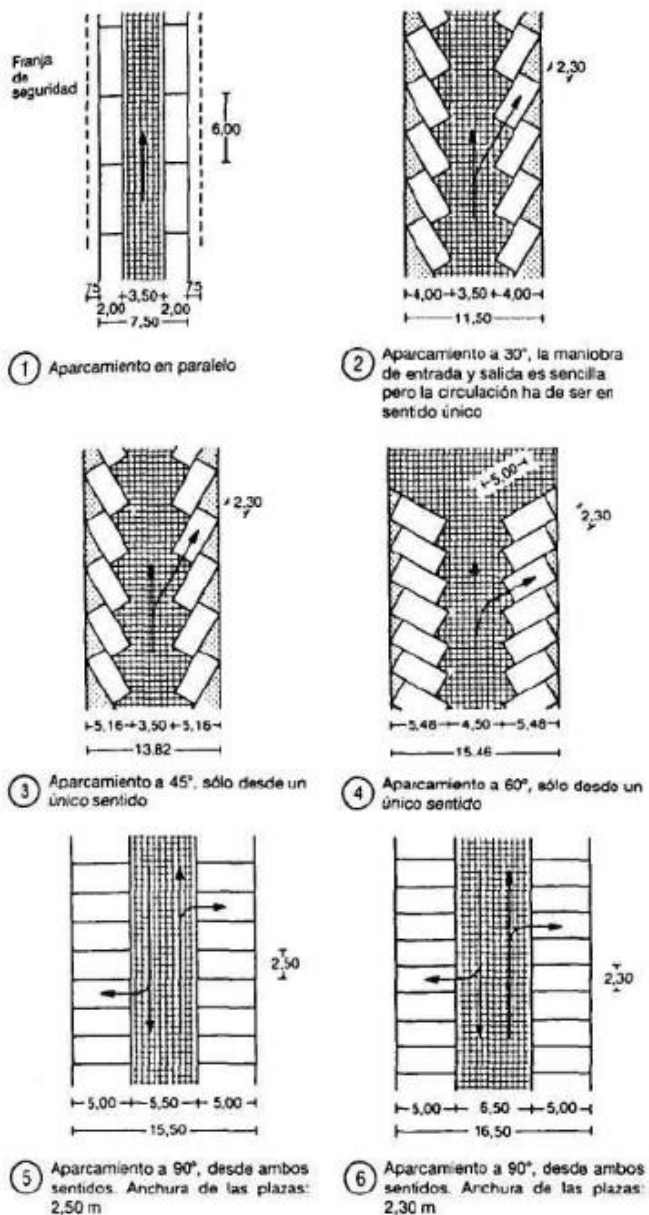 Franja
de
seguridad
6,00
75 3,50 75
2,00 2,00
7,50
1 Aparcamiento en paralelo
2,30
4,00 3,50 4,00
11,50
2 Aparcamiento a 30°, la maniobra
de entrada y salida es sencilla
pero la circulación ha de ser en
sentido único
2,30
5,16 3,50 5,16
13,82
3 Aparcamiento a 45°, sólo desde un
único sentido
5,00
2,30
5,48 4,50 5,48
15,46
4 Aparcamiento a 60°, sólo desde un
único sentido
2,50
5,00 5,50 5,00
15,50
5 Aparcamiento a 90°, desde ambos
sentidos. Anchura de las plazas:
2,50 m
2,30
5,00 6,50 5,00
16,50
6 Aparcamiento a 90°, desde ambos
sentidos. Anchura de las plazas:
2,30 m